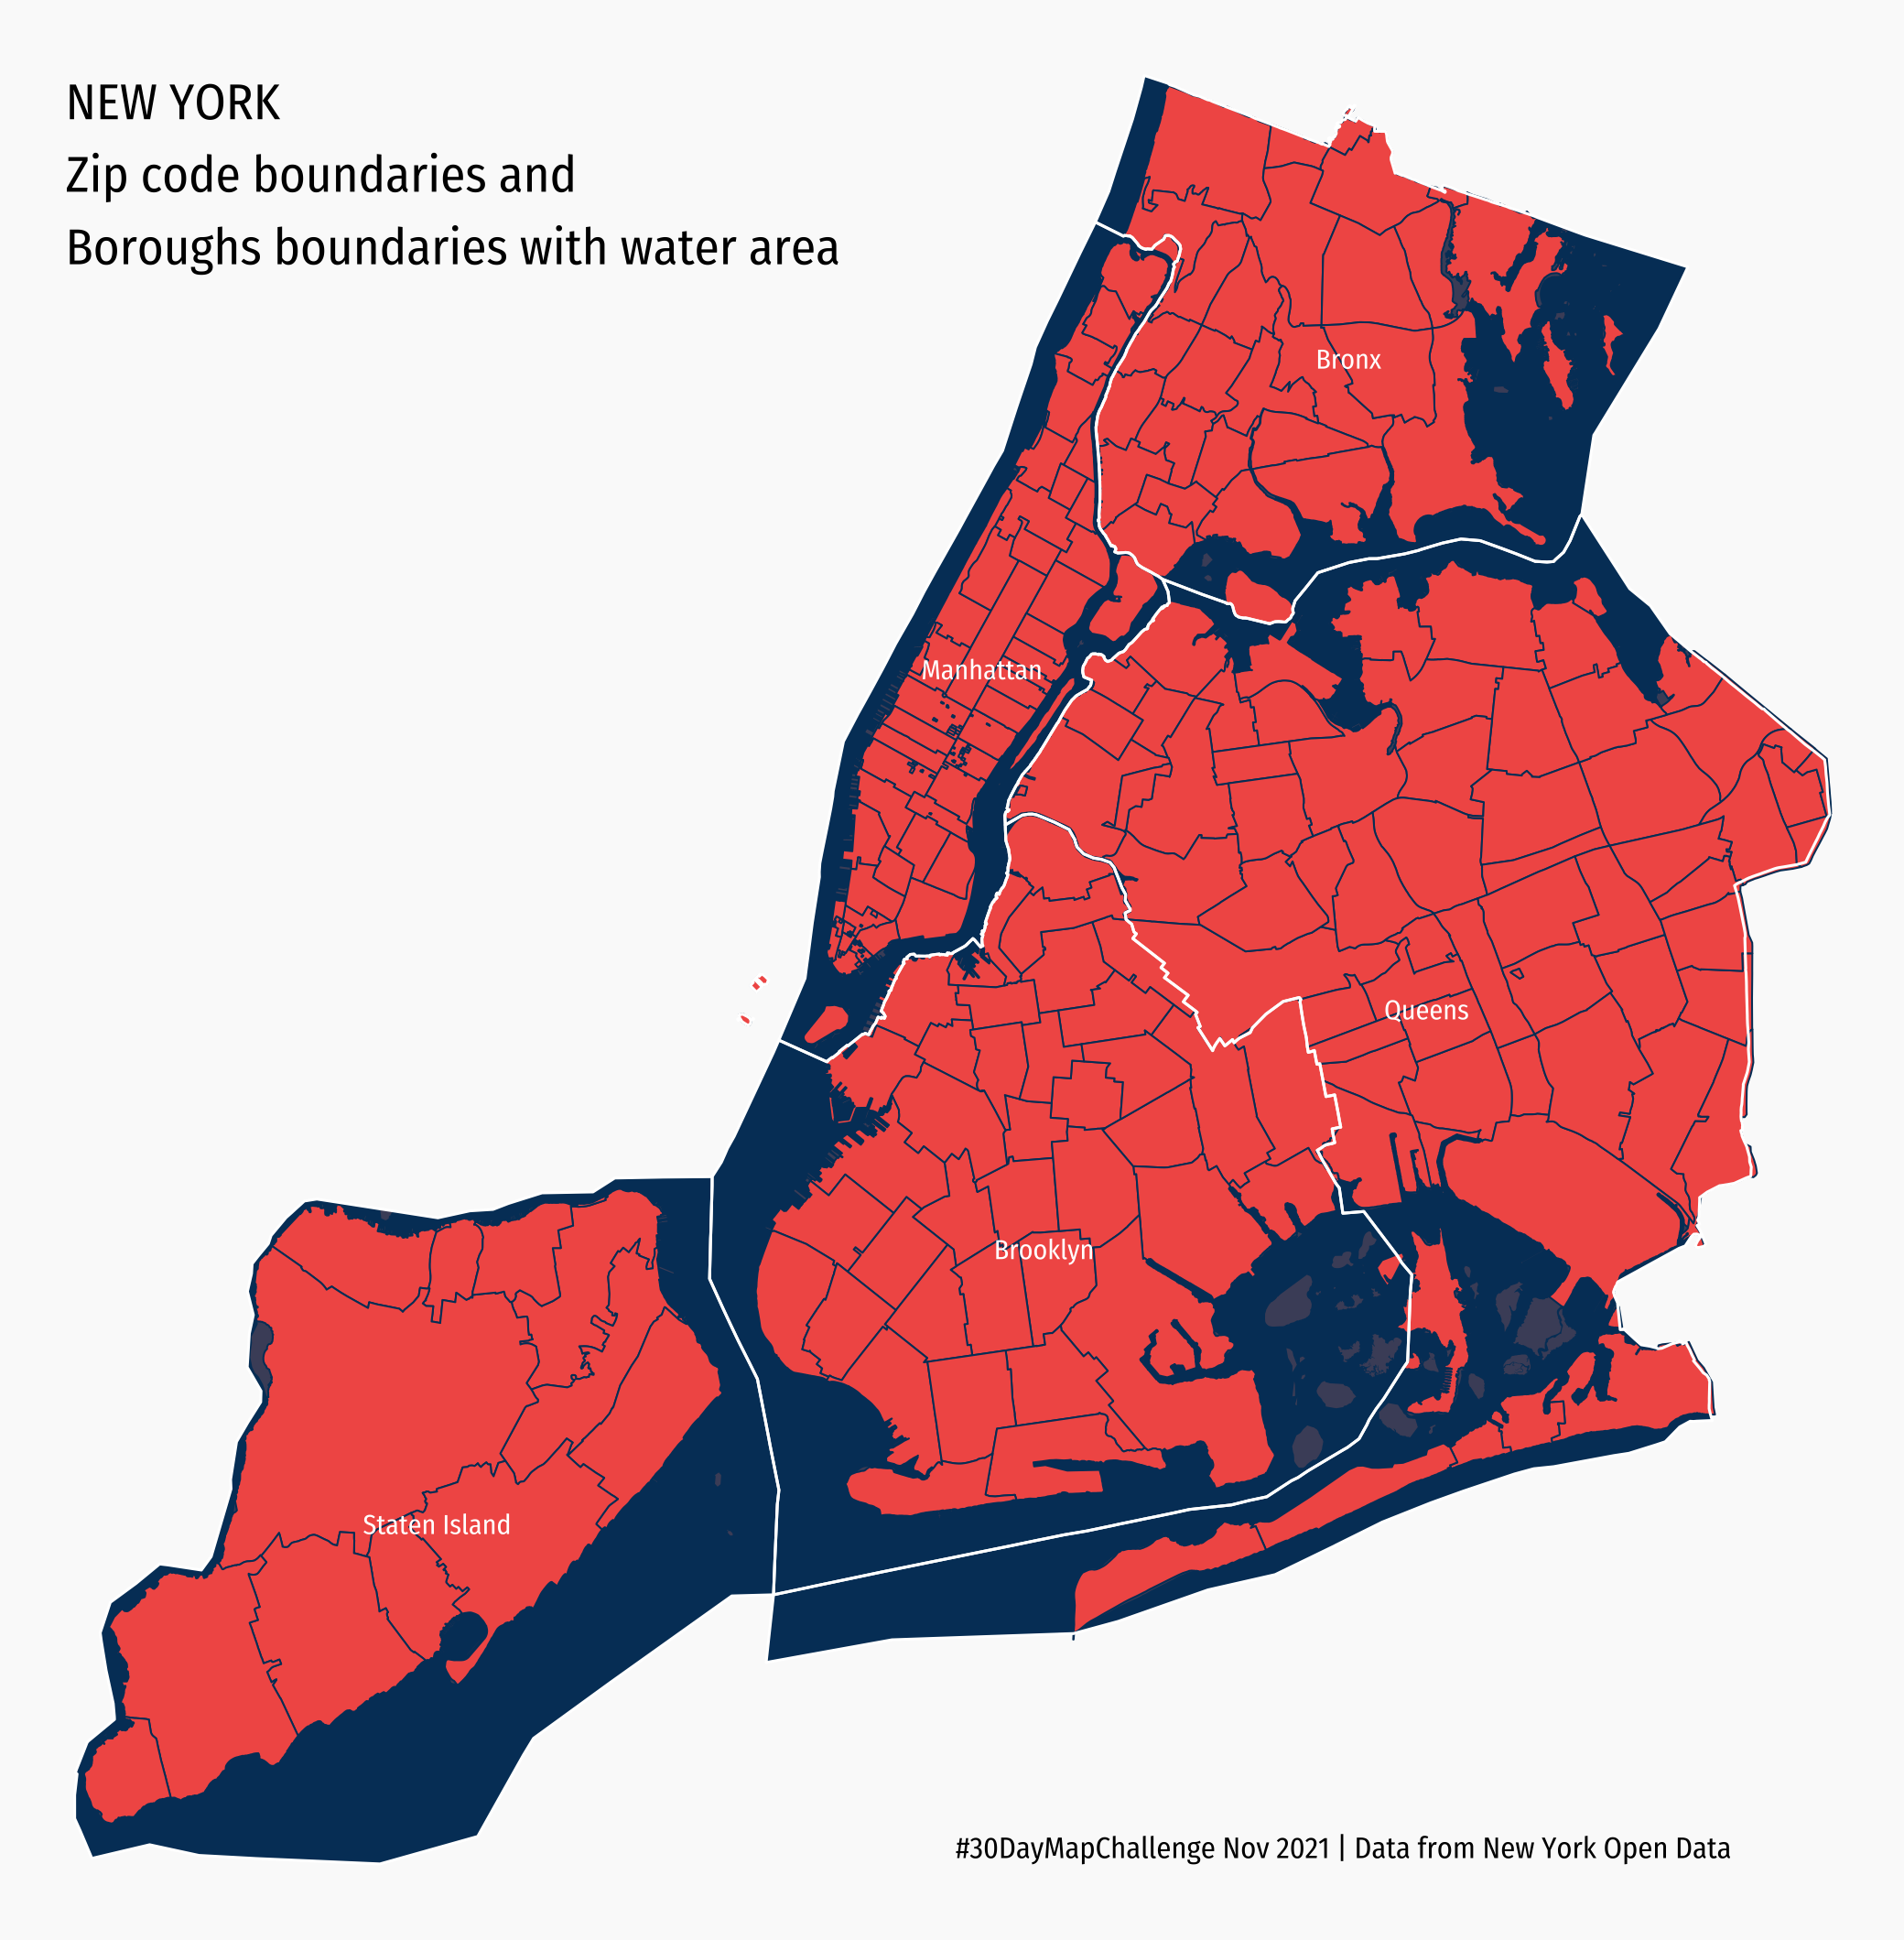 NEW YORK
Zip code boundaries and
Boroughs boundaries with water area
Bronx
Manhattan
Queens
Brooklyn
Staten Island
#30DayMapChallenge Nov 2021 | Data from New York Open Data